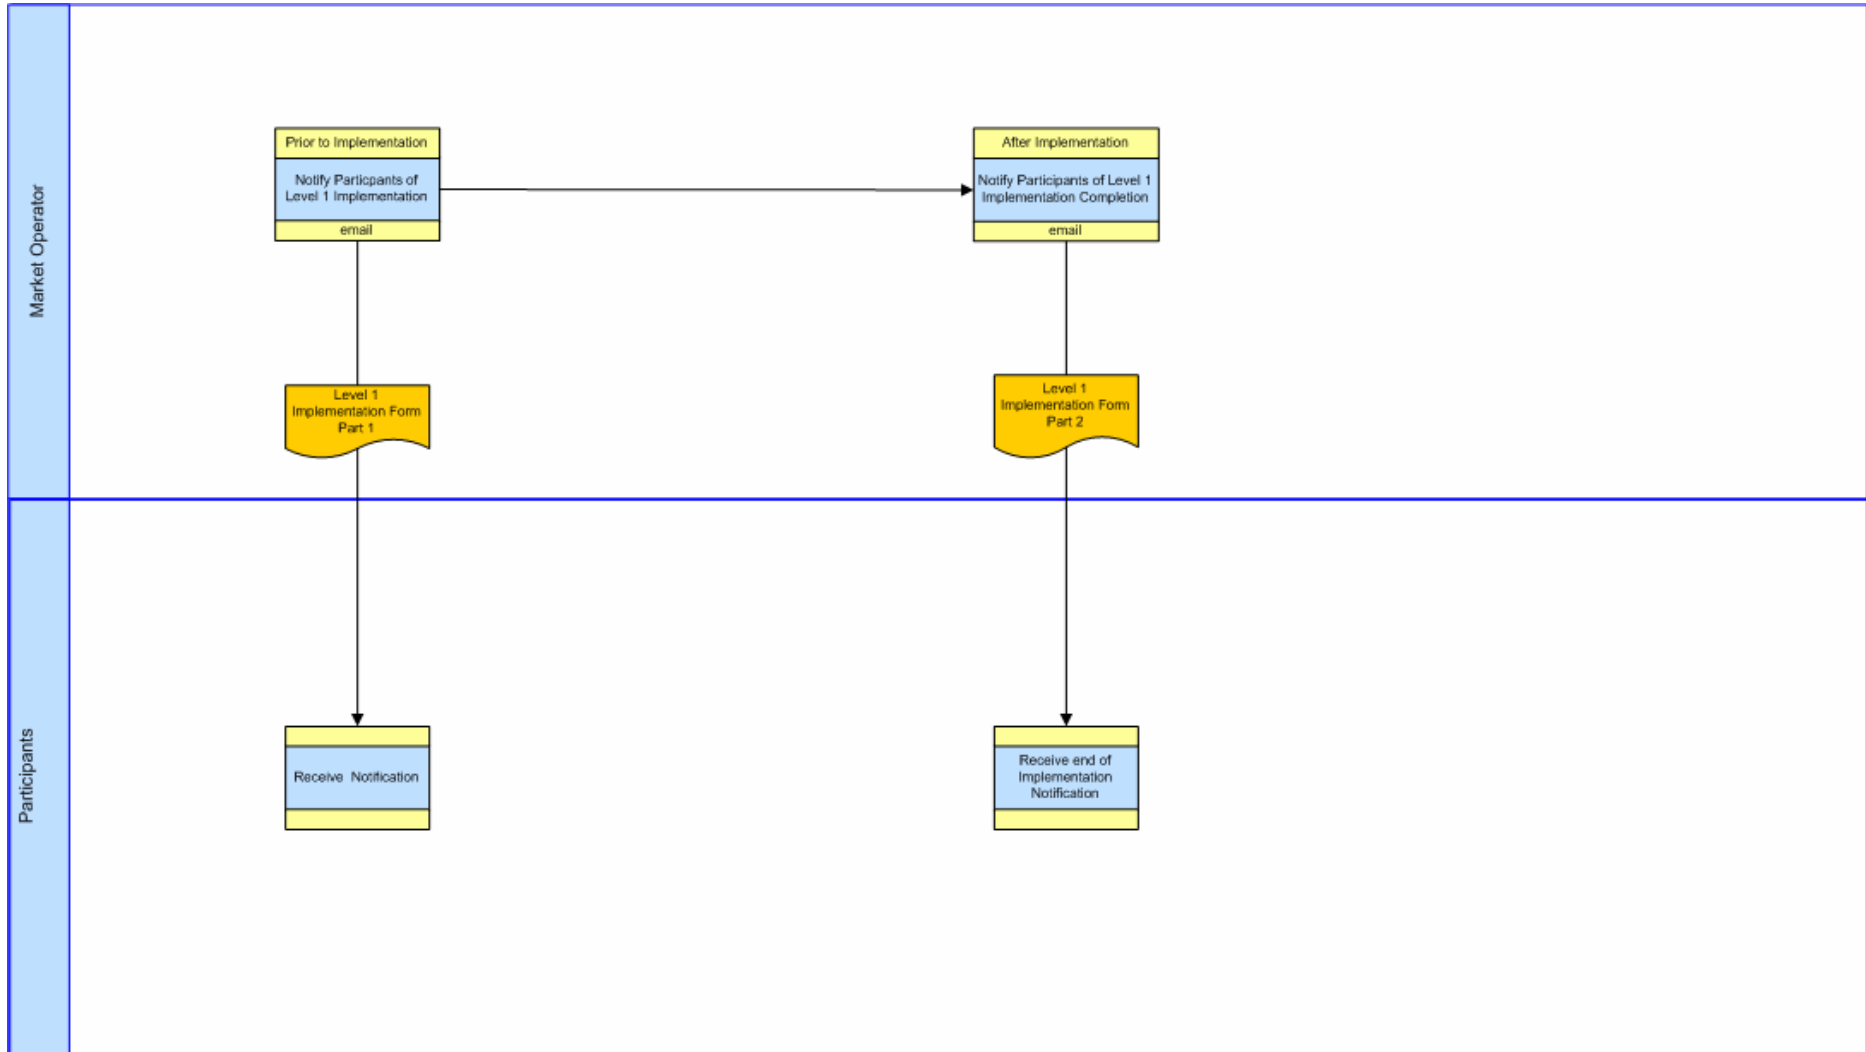 Market Operator
Prior to Implementation
Notify Particpants of
Level 1 Implementation
email
After Implementation
Notify Participants of Level 1
Implementation Completion
email
Level 1
Implementation Form
Part 1
Level 1
Implementation Form
Part 2
Participants
Receive Notification
Receive end of
Implementation
Notification